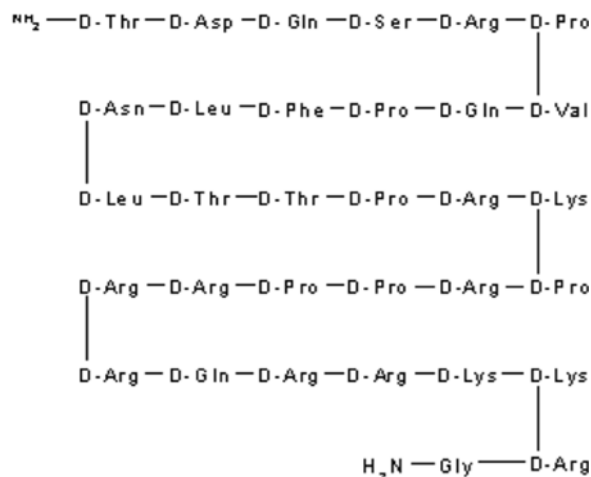 NH2 — D-Thr — D-Asp — D-Gln — D-Ser — D-Arg — D-Pro
D-Asn — D-Leu — D-Phe — D-Pro — D-Gln — D-Val
D-Leu — D-Thr — D-Thr — D-Pro — D-Arg — D-Lys
D-Arg — D-Arg — D-Pro — D-Pro — D-Arg — D-Pro
D-Arg — D-Gln — D-Arg — D-Arg — D-Lys — D-Lys
H2N — Gly — D-Arg